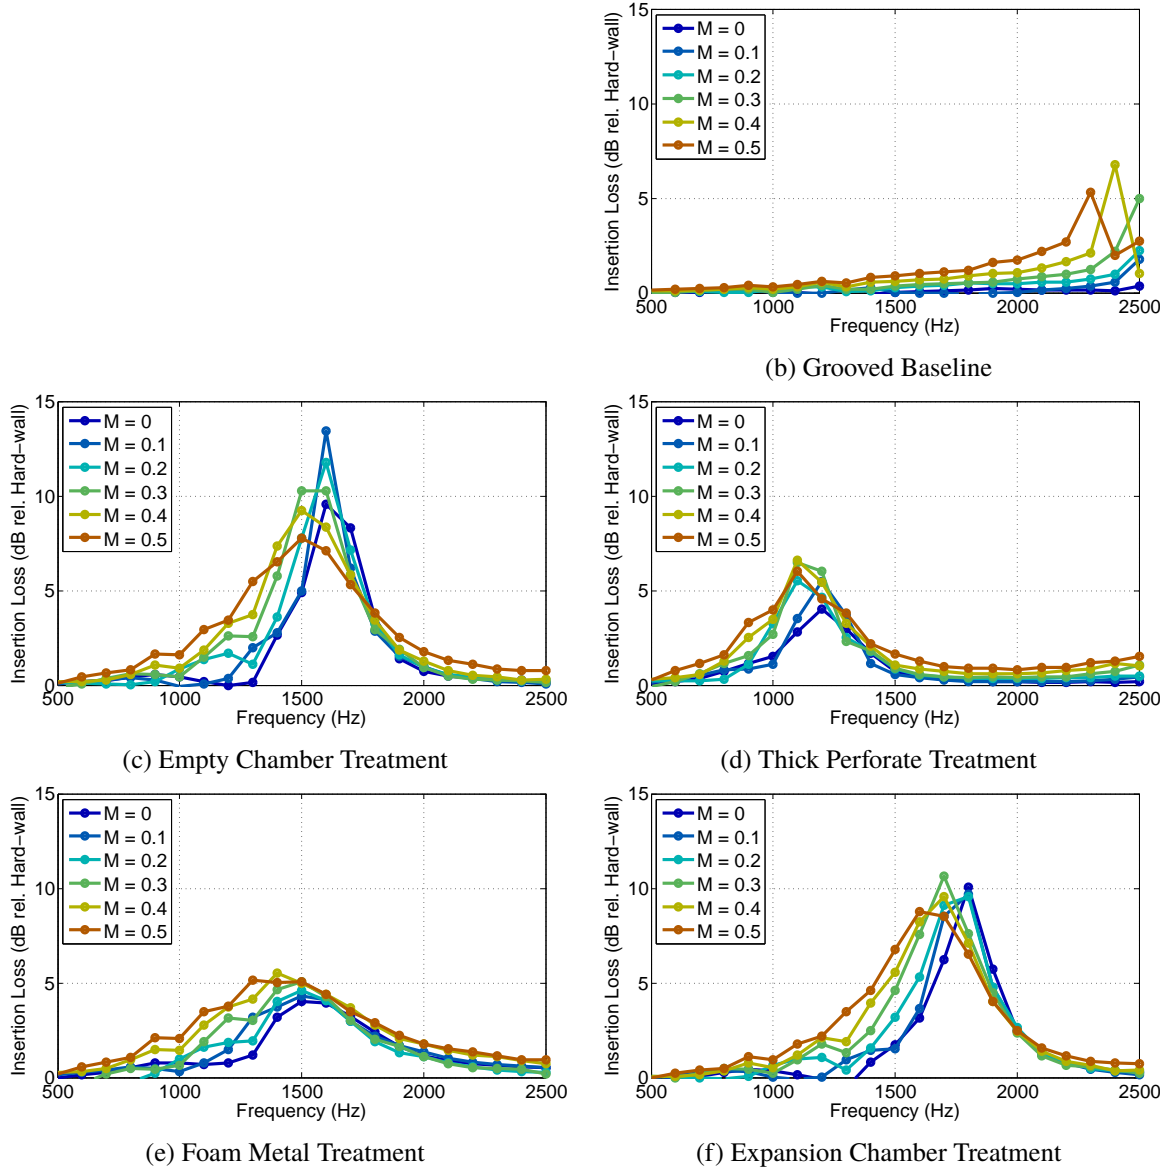 Insertion Loss (dB rel. Hard-wall)
15
10
5
0
M = 0
M = 0.1
M = 0.2
M = 0.3
M = 0.4
M = 0.5
500 1000 1500 2000 2500
Frequency (Hz)
(b) Grooved Baseline
Insertion Loss (dB rel. Hard-wall)
15
10
5
0
M = 0
M = 0.1
M = 0.2
M = 0.3
M = 0.4
M = 0.5
500 1000 1500 2000 2500
Frequency (Hz)
(c) Empty Chamber Treatment
Insertion Loss (dB rel. Hard-wall)
15
10
5
0
M = 0
M = 0.1
M = 0.2
M = 0.3
M = 0.4
M = 0.5
500 1000 1500 2000 2500
Frequency (Hz)
(d) Thick Perforate Treatment
Insertion Loss (dB rel. Hard-wall)
15
10
5
0
M = 0
M = 0.1
M = 0.2
M = 0.3
M = 0.4
M = 0.5
500 1000 1500 2000 2500
Frequency (Hz)
(e) Foam Metal Treatment
Insertion Loss (dB rel. Hard-wall)
15
10
5
0
M = 0
M = 0.1
M = 0.2
M = 0.3
M = 0.4
M = 0.5
500 1000 1500 2000 2500
Frequency (Hz)
(f) Expansion Chamber Treatment